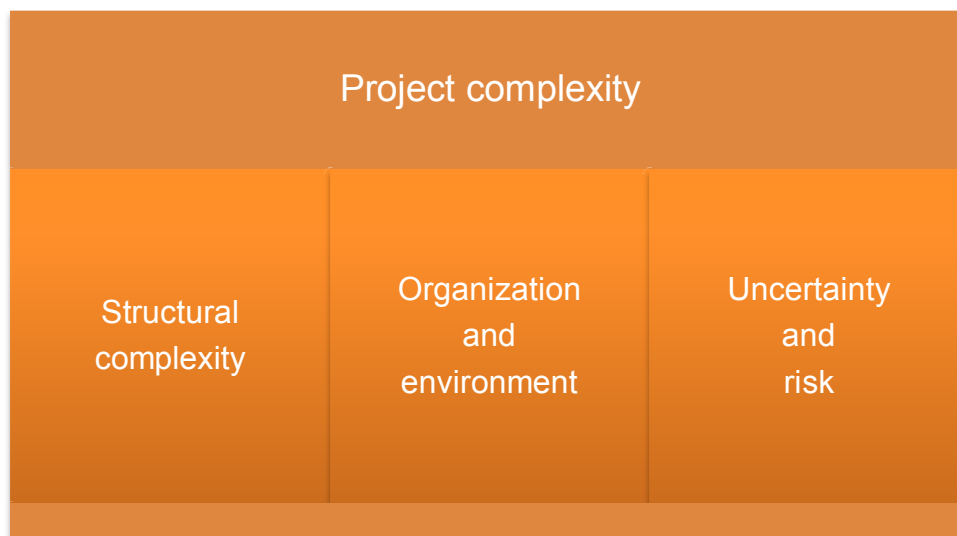 Project complexity
Structural
complexity
Organization
and
environment
Uncertainty
and
risk